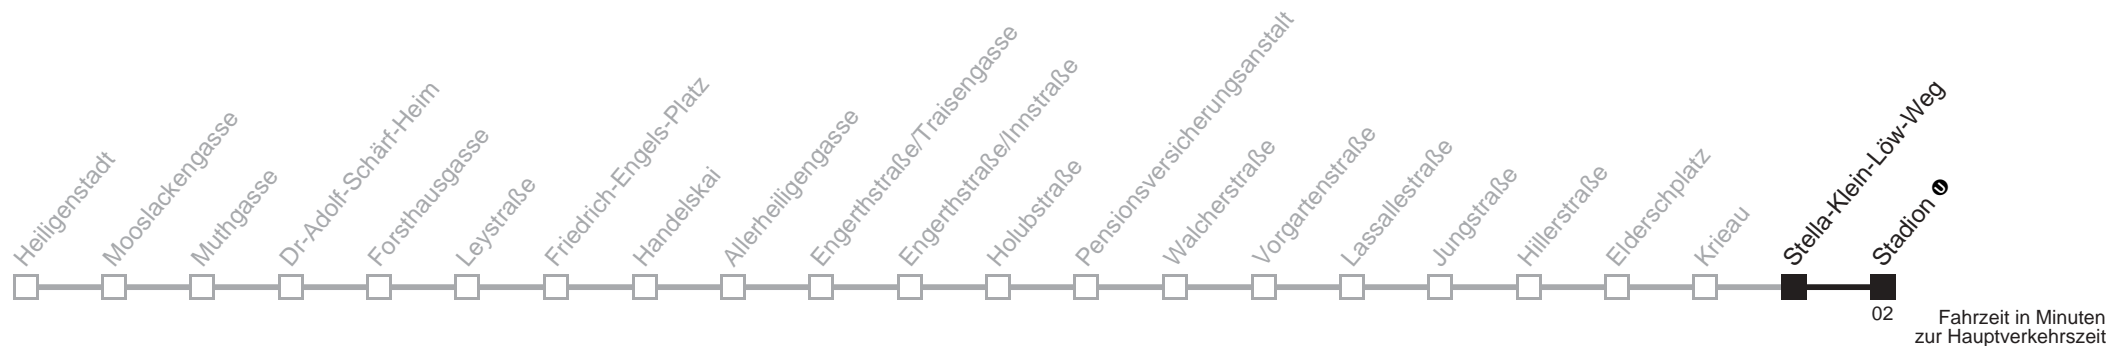 Heiligenstadt
Mooslackengasse
Muthgasse
Dr-Adolf-Schärf-Heim
Forsthausgasse
Leystraße
Friedrich-Engels-Platz
Handelskai
Allerheiligengasse
Engerthstraße/Traisengasse
Engerthstraße/Innstraße
Holubstraße
Pensionsversicherungsanstalt
Walcherstraße
Vorgartenstraße
Lassallestraße
Jungstraße
Hillerstraße
Elderschplatz
Krieau
Stella-Klein-Löw-Weg
Stadion U
02
Fahrzeit in Minuten
zur Hauptverkehrszeit